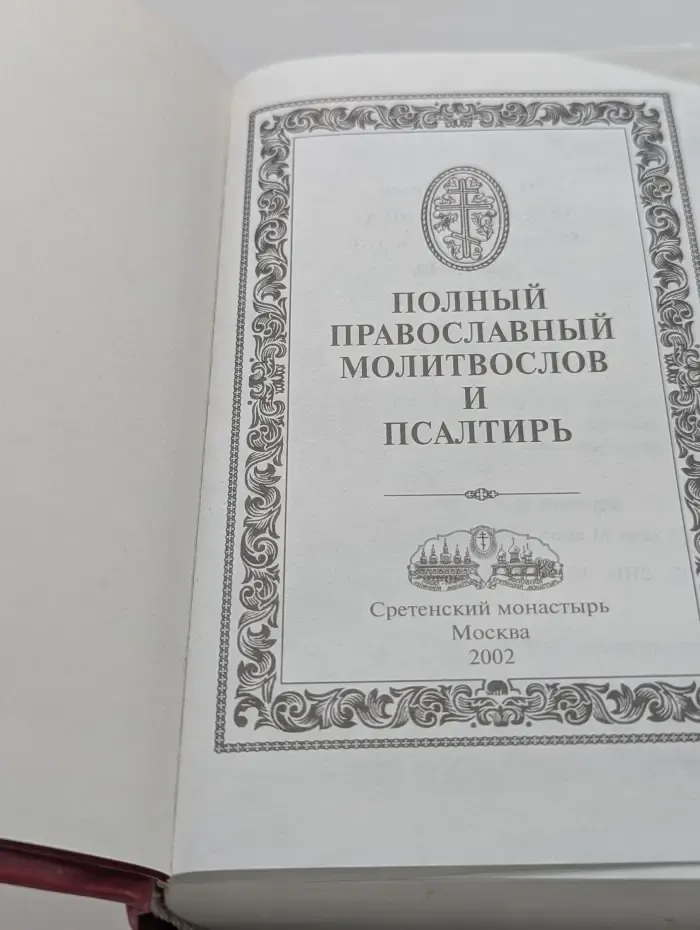 ПОЛНЫЙ
ПРАВОСЛАВНЫЙ
МОЛИТВОСЛОВ
И
ПСАЛТИРЬ
Сретенский монастырь
Москва
2002